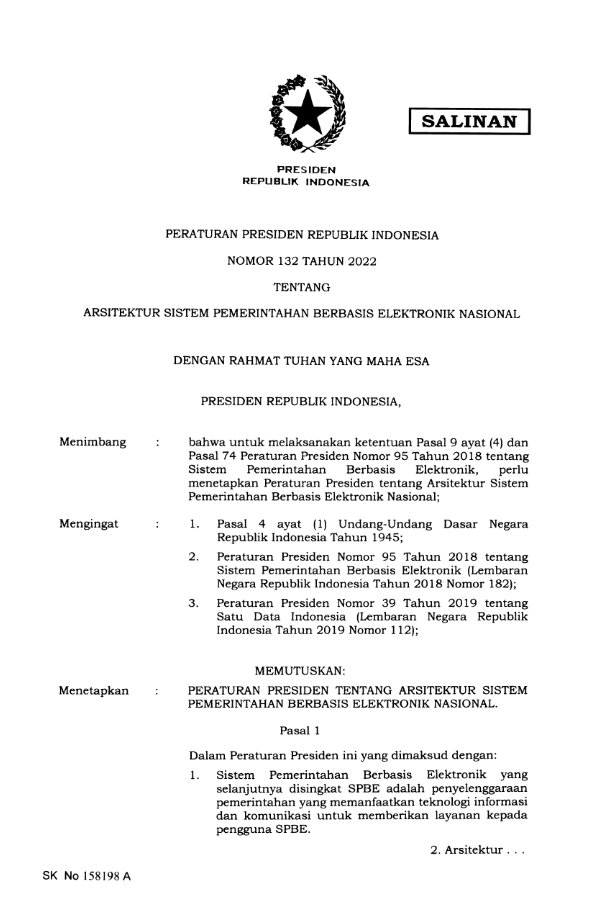 SALINAN
PRESIDEN
REPUBLIK INDONESIA
PERATURAN PRESIDEN REPUBLIK INDONESIA
NOMOR 132 TAHUN 2022
TENTANG
ARSITEKTUR SISTEM PEMERINTAHAN BERBASIS ELEKTRONIK NASIONAL
DENGAN RAHMAT TUHAN YANG MAHA ESA
PRESIDEN REPUBLIK INDONESIA,
Menimbang : bahwa untuk melaksanakan ketentuan Pasal 9 ayat (4) dan
Pasal 74 Peraturan Presiden Nomor 95 Tahun 2018 tentang
Sistem Pemerintahan Berbasis Elektronik, perlu
menetapkan Peraturan Presiden tentang Arsitektur Sistem
Pemerintahan Berbasis Elektronik Nasional;
Mengingat : 1. Pasal 4 ayat (1) Undang-Undang Dasar Negara
Republik Indonesia Tahun 1945;
2. Peraturan Presiden Nomor 95 Tahun 2018 tentang
Sistem Pemerintahan Berbasis Elektronik (Lembaran
Negara Republik Indonesia Tahun 2018 Nomor 182);
3. Peraturan Presiden Nomor 39 Tahun 2019 tentang
Satu Data Indonesia (Lembaran Negara Republik
Indonesia Tahun 2019 Nomor 112);
MEMUTUSKAN:
Menetapkan : PERATURAN PRESIDEN TENTANG ARSITEKTUR SISTEM
PEMERINTAHAN BERBASIS ELEKTRONIK NASIONAL.
Pasal 1
Dalam Peraturan Presiden ini yang dimaksud dengan:
1. Sistem Pemerintahan Berbasis Elektronik yang
selanjutnya disingkat SPBE adalah penyelenggaraan
pemerintahan yang memanfaatkan teknologi informasi
dan komunikasi untuk memberikan layanan kepada
pengguna SPBE.
2. Arsitektur . . .
SK No 158198 A